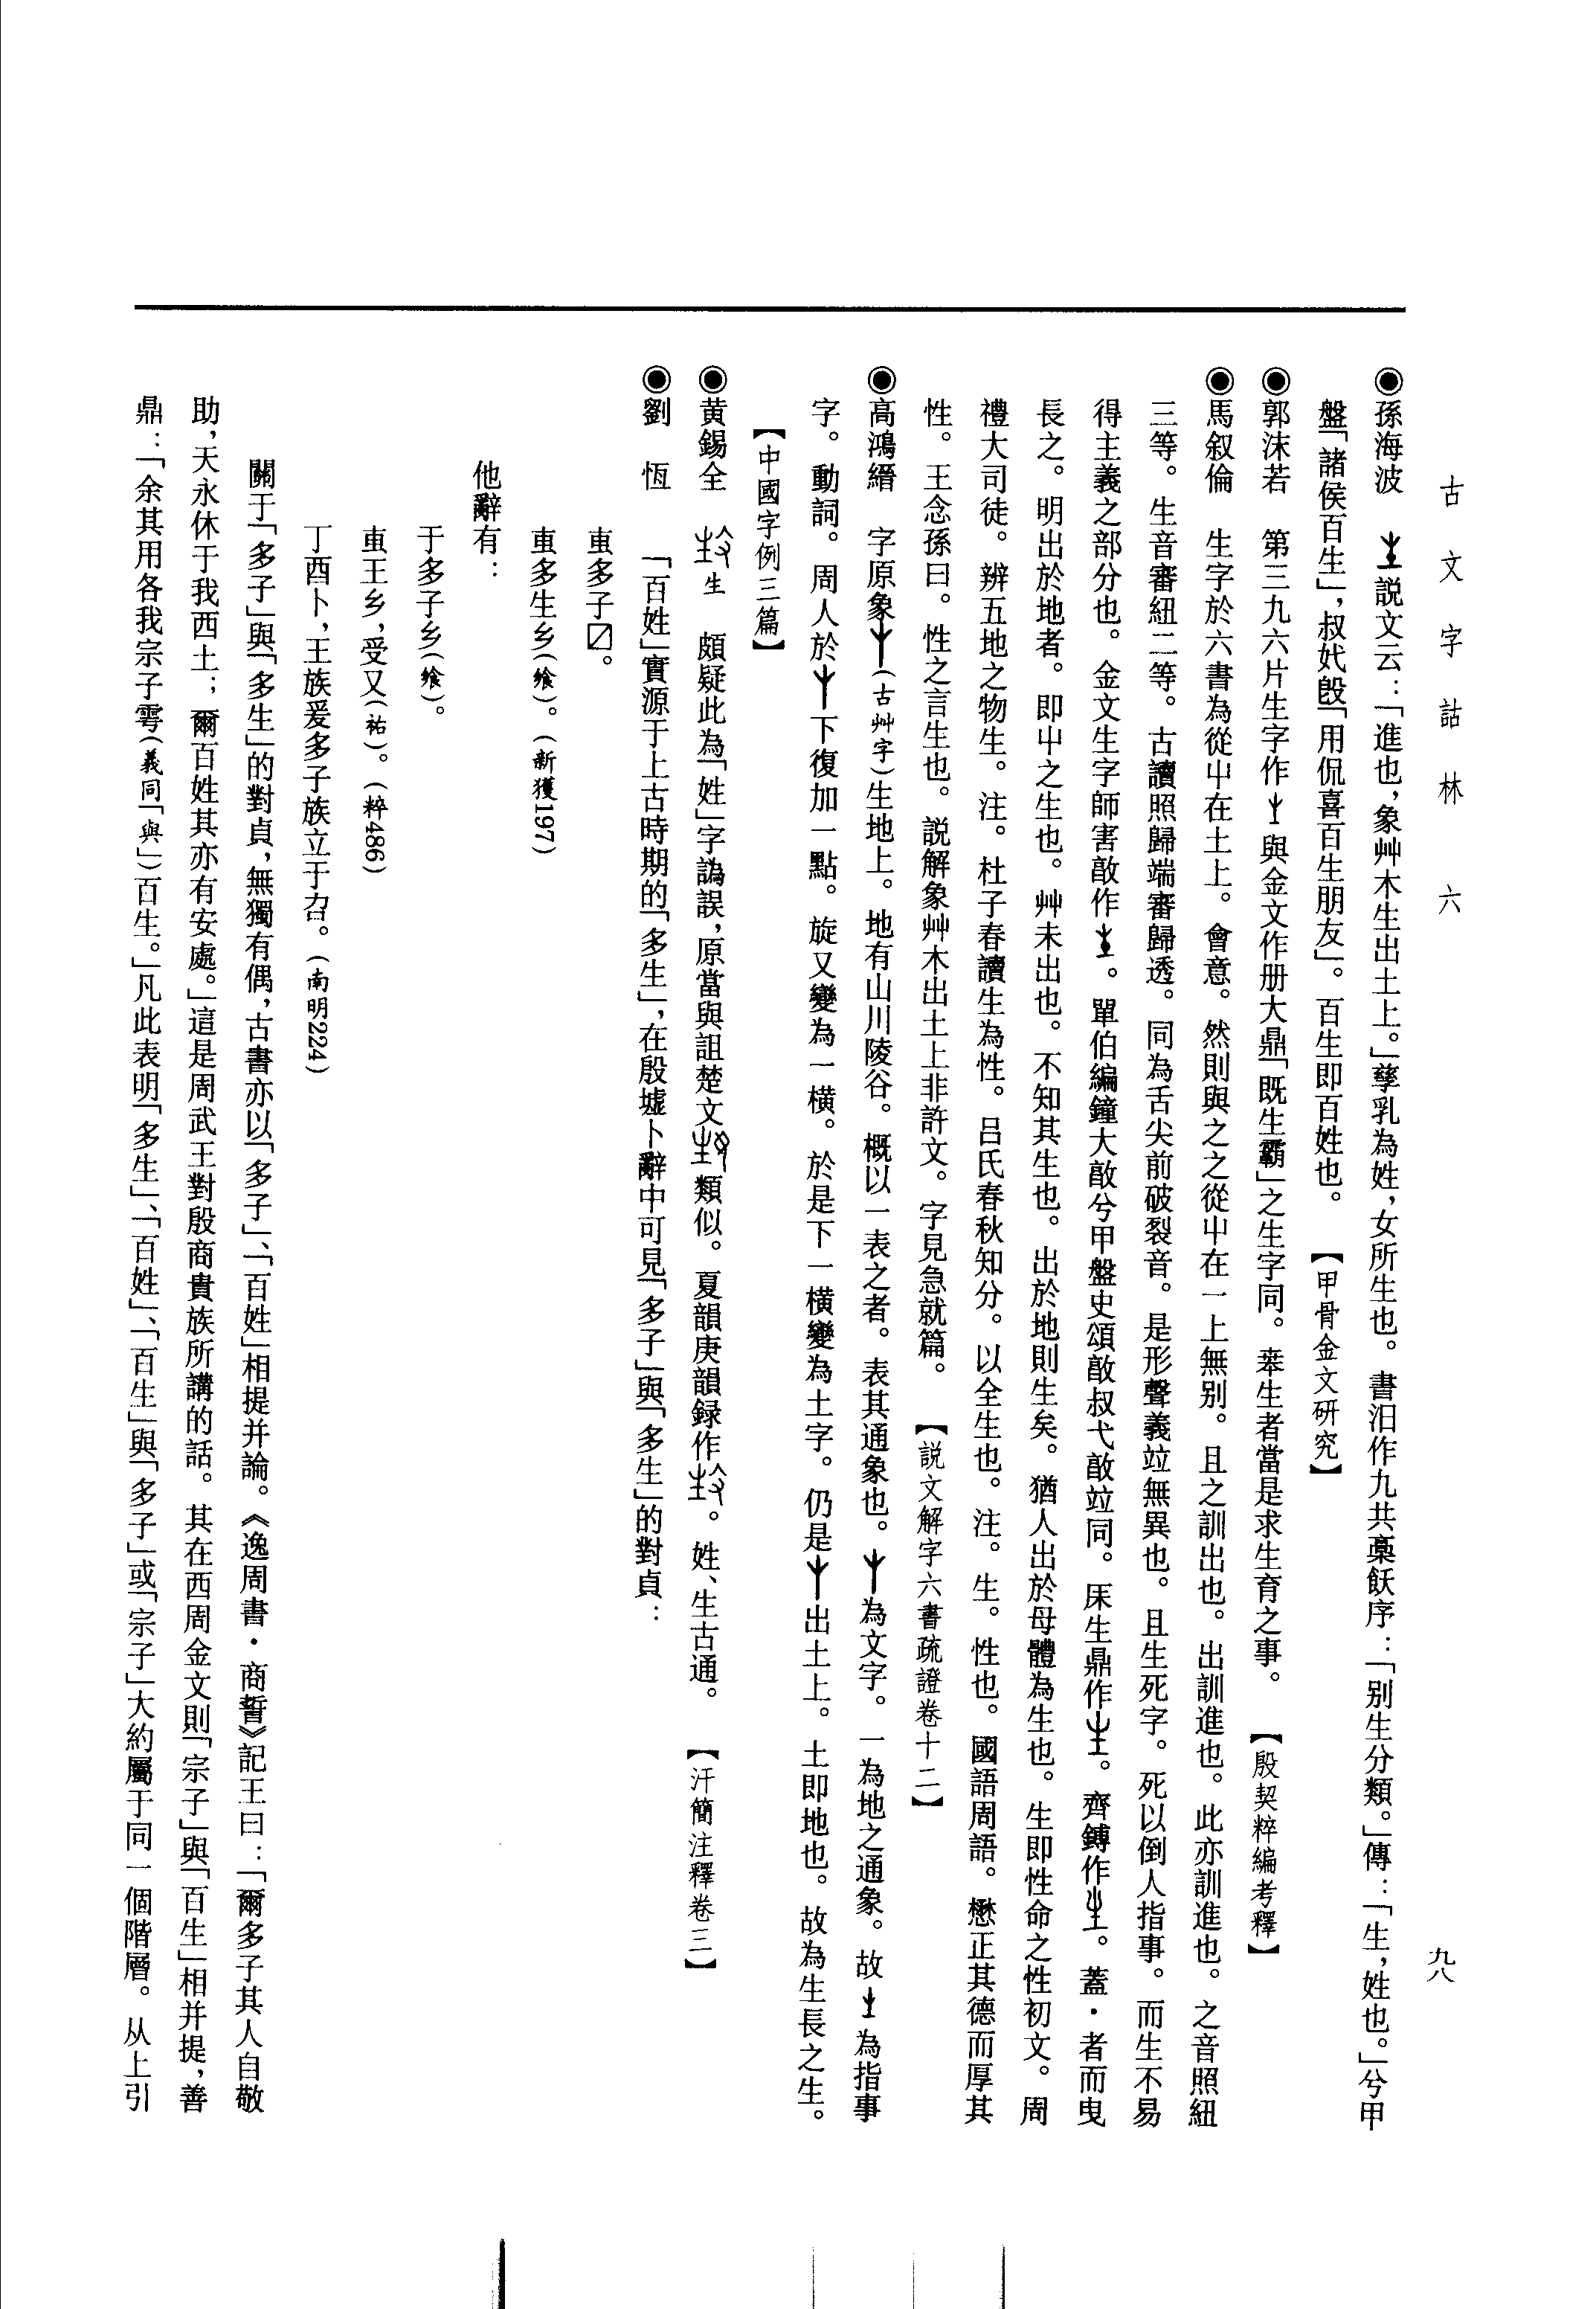 古文字詁林 六
九八
◉孫海波 説文云：「進也，象艸木生出土上。」孳乳為姓，女所生也。書汨作九共槀飫序：「别生分類。」傳：「生，姓也。」兮甲
盤「諸侯百生」，叔㚤𣪘「用侃喜百生朋友」。百生即百姓也。 【甲骨金文研究】
◉郭沫若 第三九六片生字作 與金文作册大鼎「既生霸」之生字同。𠦪生者當是求生育之事。 【殷契粹編考釋】
◉馬叙倫 生字於六書為從屮在土上。會意。然則與之之從屮在一上無别。且之訓出也。出訓進也。此亦訓進也。之音照紐
三等。生音審紐二等。古讀照歸端審歸透。同為舌尖前破裂音。是形聲義竝無異也。且生死字。死以倒人指事。而生不易
得主義之部分也。金文生字師害𣪘作 。單伯編鐘大𣪘兮甲盤史頌𣪘叔弋𣪘竝同。厈生鼎作 。齊鎛作 。蓋・者而曳
長之。明出於地者。即屮之生也。艸未出也。不知其生也。出於地則生矣。猶人出於母體為生也。生即性命之性初文。周
禮大司徒。辨五地之物生。注。杜子春讀生為性。吕氏春秋知分。以全生也。注。生。性也。國語周語。懋正其德而厚其
性。王念孫曰。性之言生也。説解象艸木出土上非許文。字見急就篇。 【説文解字六書疏證卷十二】
◉高鴻縉 字原象 （古艸字）生地上。地有山川陵谷。概以一表之者。表其通象也。 為文字。一為地之通象。故 為指事
字。動詞。周人於 下復加一點。旋又變為一横。於是下一横變為土字。仍是 出土上。土即地也。故為生長之生。
【中國字例三篇】
◉黄錫全 生 頗疑此為「姓」字譌誤，原當與詛楚文 類似。夏韻庚韻録作 。姓、生古通。 【汗簡注釋卷三】
◉劉 恆 「百姓」實源于上古時期的「多生」，在殷墟卜辭中可見「多子」與「多生」的對貞：
叀多子☑。
叀多生乡（飨）。（新獲197）
他辭有：
于多子乡（飨）。
叀王乡，受又（祐）。（粹486）
丁酉卜，王族爰多子族立于召。（南明224）
關于「多子」與「多生」的對貞，無獨有偶，古書亦以「多子」、「百姓」相提并論。《逸周書·商誓》記王曰：「爾多子其人自敬
助，天永休于我西土；爾百姓其亦有安處。」這是周武王對殷商貴族所講的話。其在西周金文則「宗子」與「百生」相并提，善
鼎：「余其用各我宗子雩（義同「與」）百生。」凡此表明「多生」、「百姓」、「百生」與「多子」或「宗子」大約屬于同一個階層。从上引